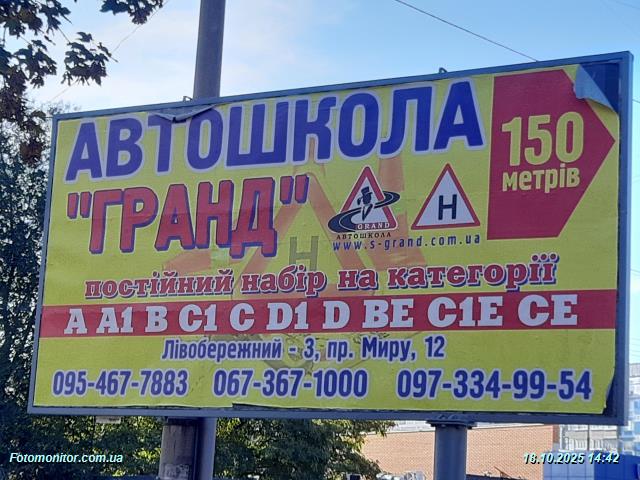 АВТОШКОЛА
"ГРАНД"
150
метрів
GRAND
АВТОШКОЛА
www.s-grand.com.ua
Н
постійний набір на категорії
A A1 B C1 C D1 D BE C1E CE
Лівобережний - 3, пр. Миру, 12
095-467-7883 067-367-1000 097-334-99-54
Fotomonitor.com.ua
16.10.2025 14:42